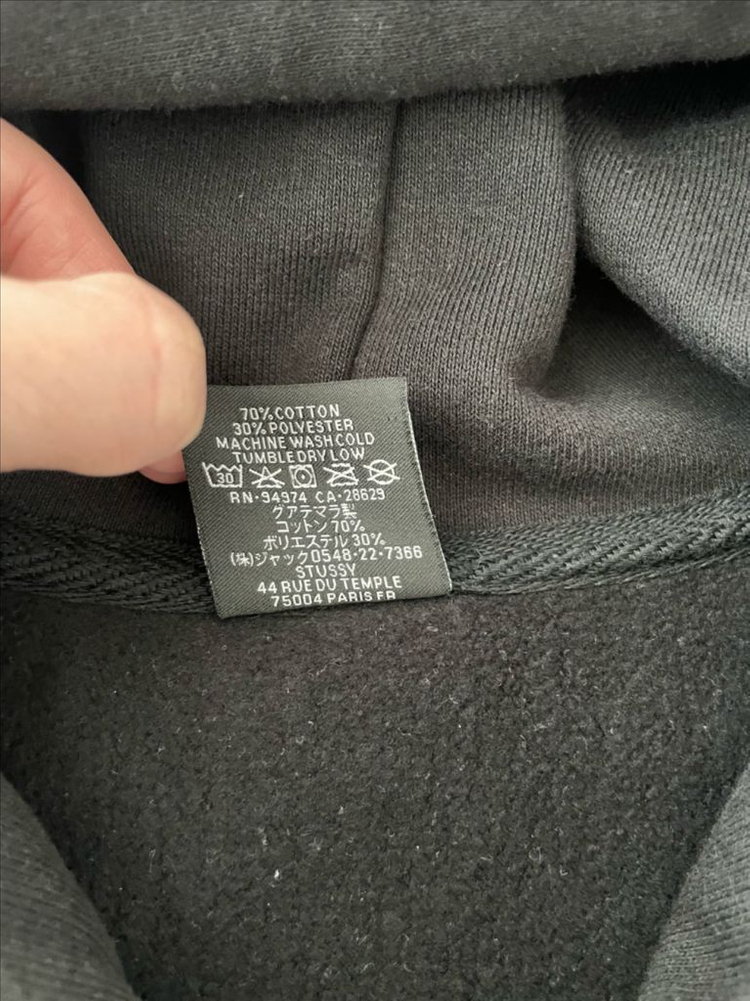 70% COTTON
30% POLYESTER
MACHINE WASH COLD
TUMBLE DRY LOW
30
RN-94974 CA-28629
グアテマラ製
コットン 70%
ポリエステル 30%
(株)ジャック0548-22-7366
STUSSY
44 RUE DU TEMPLE
75004 PARIS FR